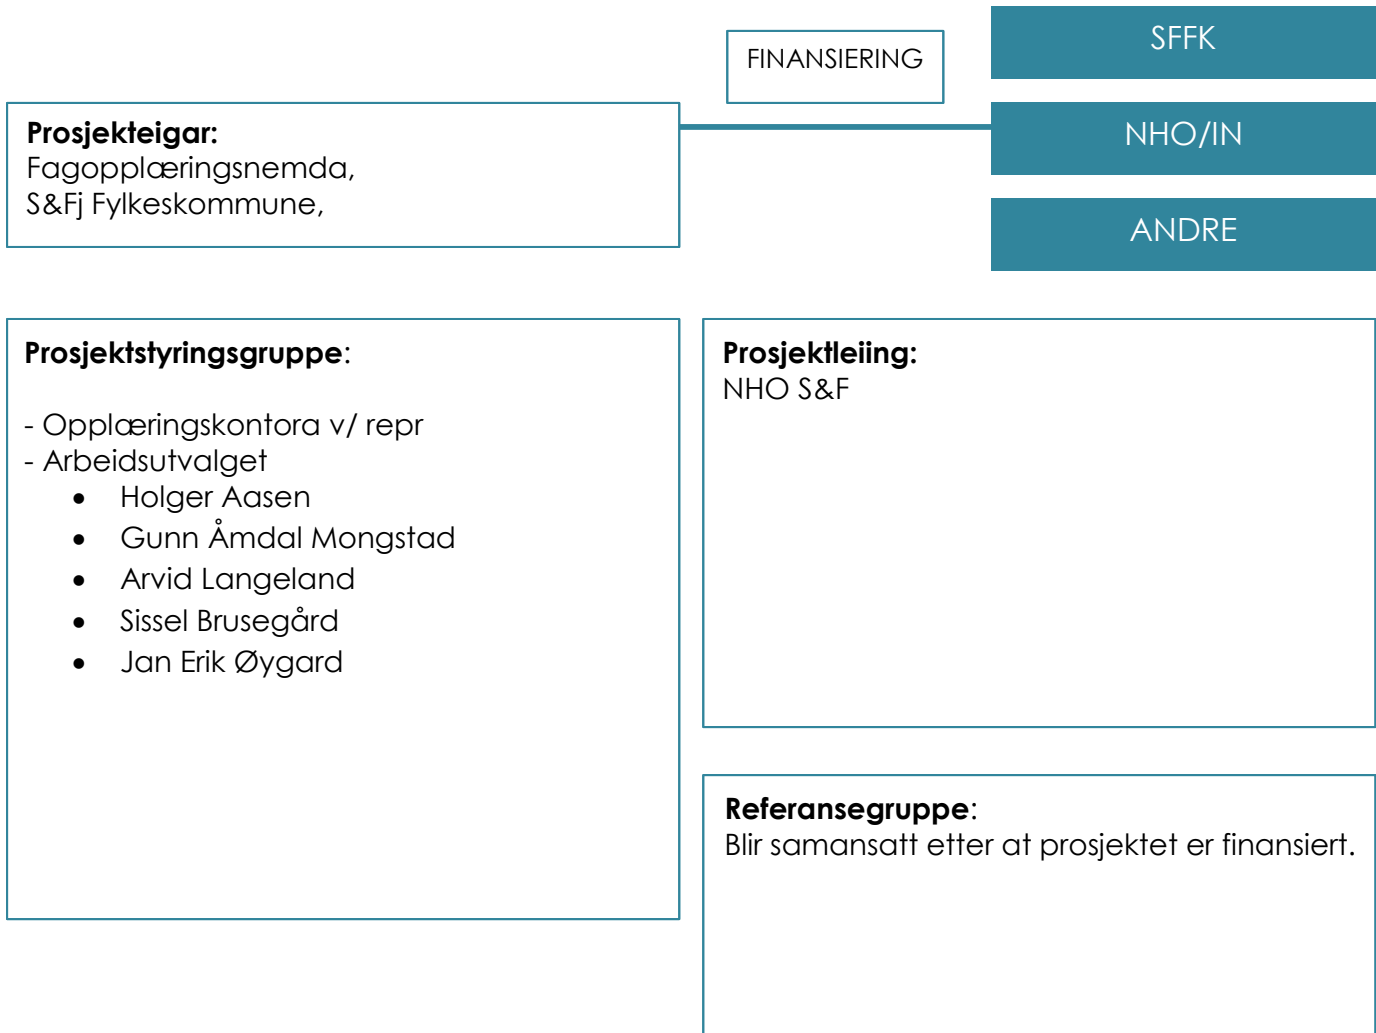 FINANSIERING
SFFK
NHO/IN
ANDRE
Prosjekteigar:
Fagopplæringsnemda,
S&Fj Fylkeskommune,
Prosjektstyringsgruppe:
- Opplæringskontora v/ repr
- Arbeidsutvalget
• Holger Aasen
• Gunn Åmdal Mongstad
• Arvid Langeland
• Sissel Brusegård
• Jan Erik Øygard
Prosjektleiing:
NHO S&F
Referansegruppe:
Blir samansatt etter at prosjektet er finansiert.